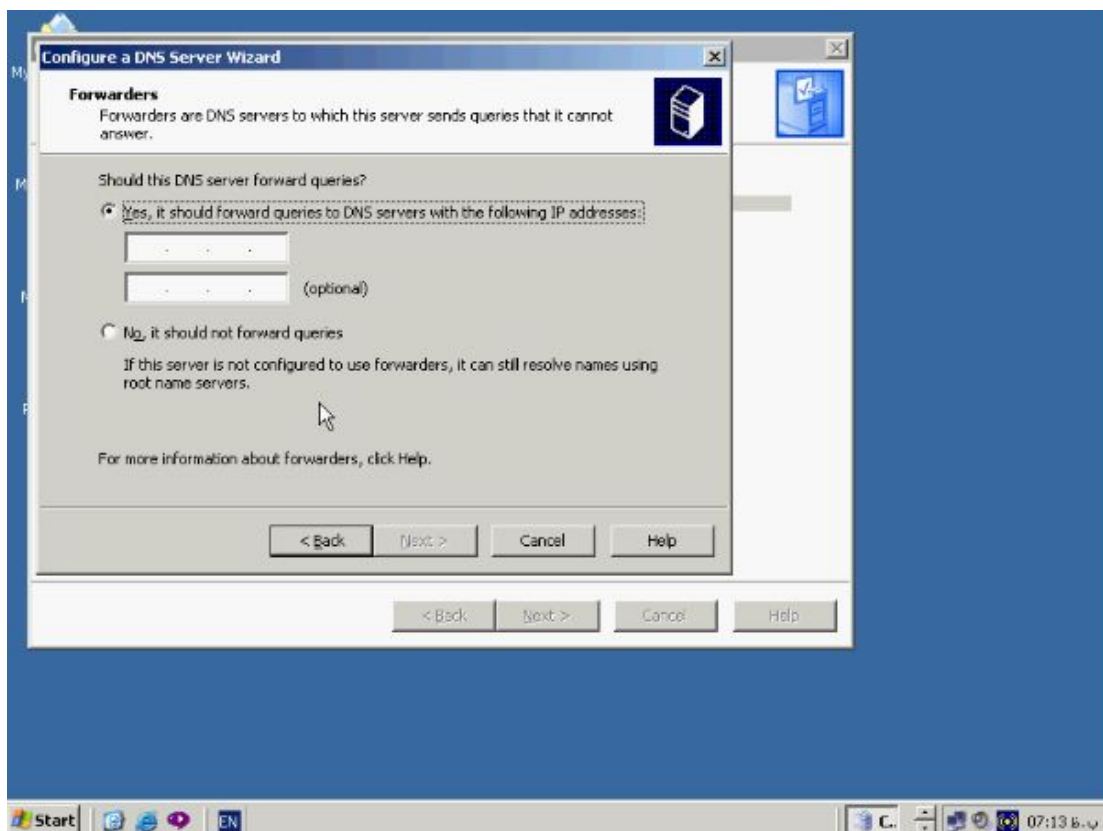 Configure a DNS Server Wizard
Forwarders
Forwarders are DNS servers to which this server sends queries that it cannot
answer.
Should this DNS server forward queries?
Yes, it should forward queries to DNS servers with the following IP addresses:
(optional)
No, it should not forward queries
If this server is not configured to use forwarders, it can still resolve names using
root name servers.
For more information about forwarders, click Help.
< Back Next > Cancel Help
< Back Next > Cancel Help
Start EN C.. 07:13 ب.ظ